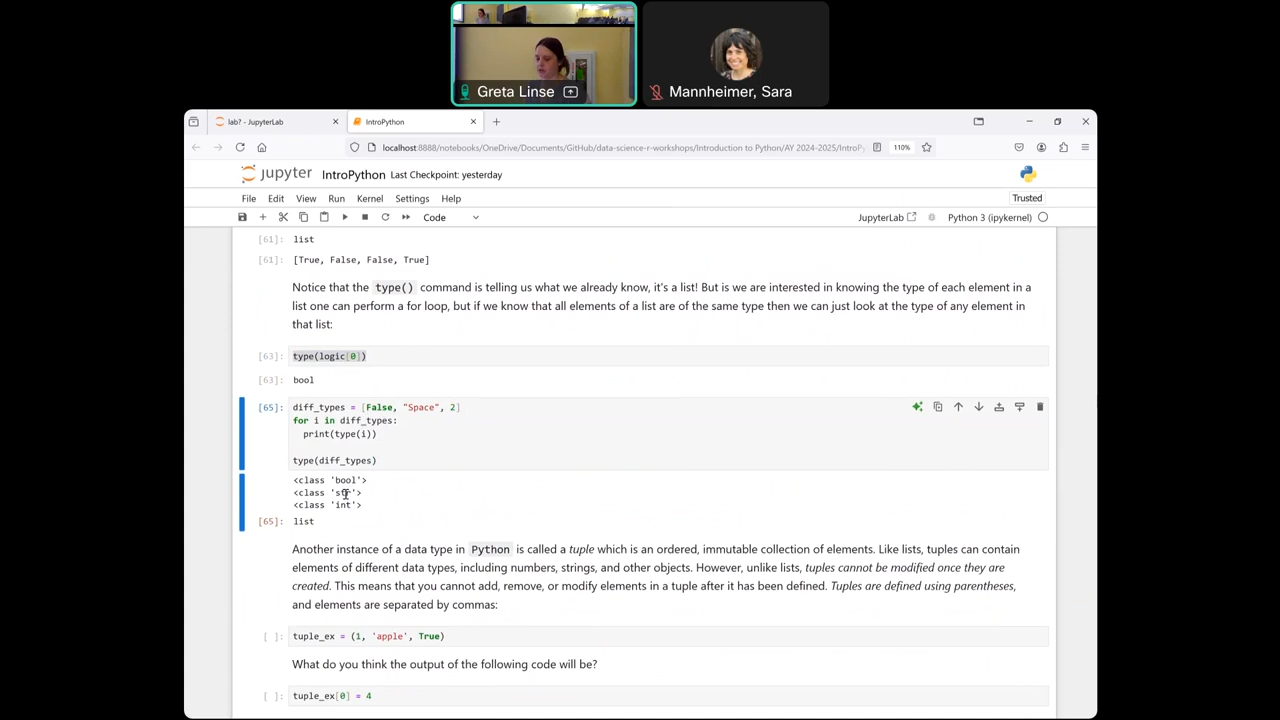 Greta Linse
Mannheimer, Sara
lab? - JupyterLab
IntroPython
localhost:8888/notebooks/OneDrive/Documents/GitHub/data-science-r-workshops/Introduction to Python/AY 2024-2025/IntroP
110%
jupyter IntroPython Last Checkpoint: yesterday
File Edit View Run Kernel Settings Help
Trusted
Code
JupyterLab
Python 3 (ipykernel)
[61]: list
[61]: [True, False, False, True]
Notice that the type() command is telling us what we already know, it's a list! But is we are interested in knowing the type of each element in a
list one can perform a for loop, but if we know that all elements of a list are of the same type then we can just look at the type of any element in
that list:
[63]: type(logic[0])
[63]: bool
[65]: diff_types = [False, "Space", 2]
for i in diff_types:
print(type(i))
type(diff_types)
<class 'bool'>
<class 'str'>
<class 'int'>
[65]: list
Another instance of a data type in Python is called a tuple which is an ordered, immutable collection of elements. Like lists, tuples can contain
elements of different data types, including numbers, strings, and other objects. However, unlike lists, tuples cannot be modified once they are
created. This means that you cannot add, remove, or modify elements in a tuple after it has been defined. Tuples are defined using parentheses,
and elements are separated by commas:
[ ]: tuple_ex = (1, 'apple', True)
What do you think the output of the following code will be?
[ ]: tuple_ex[0] = 4